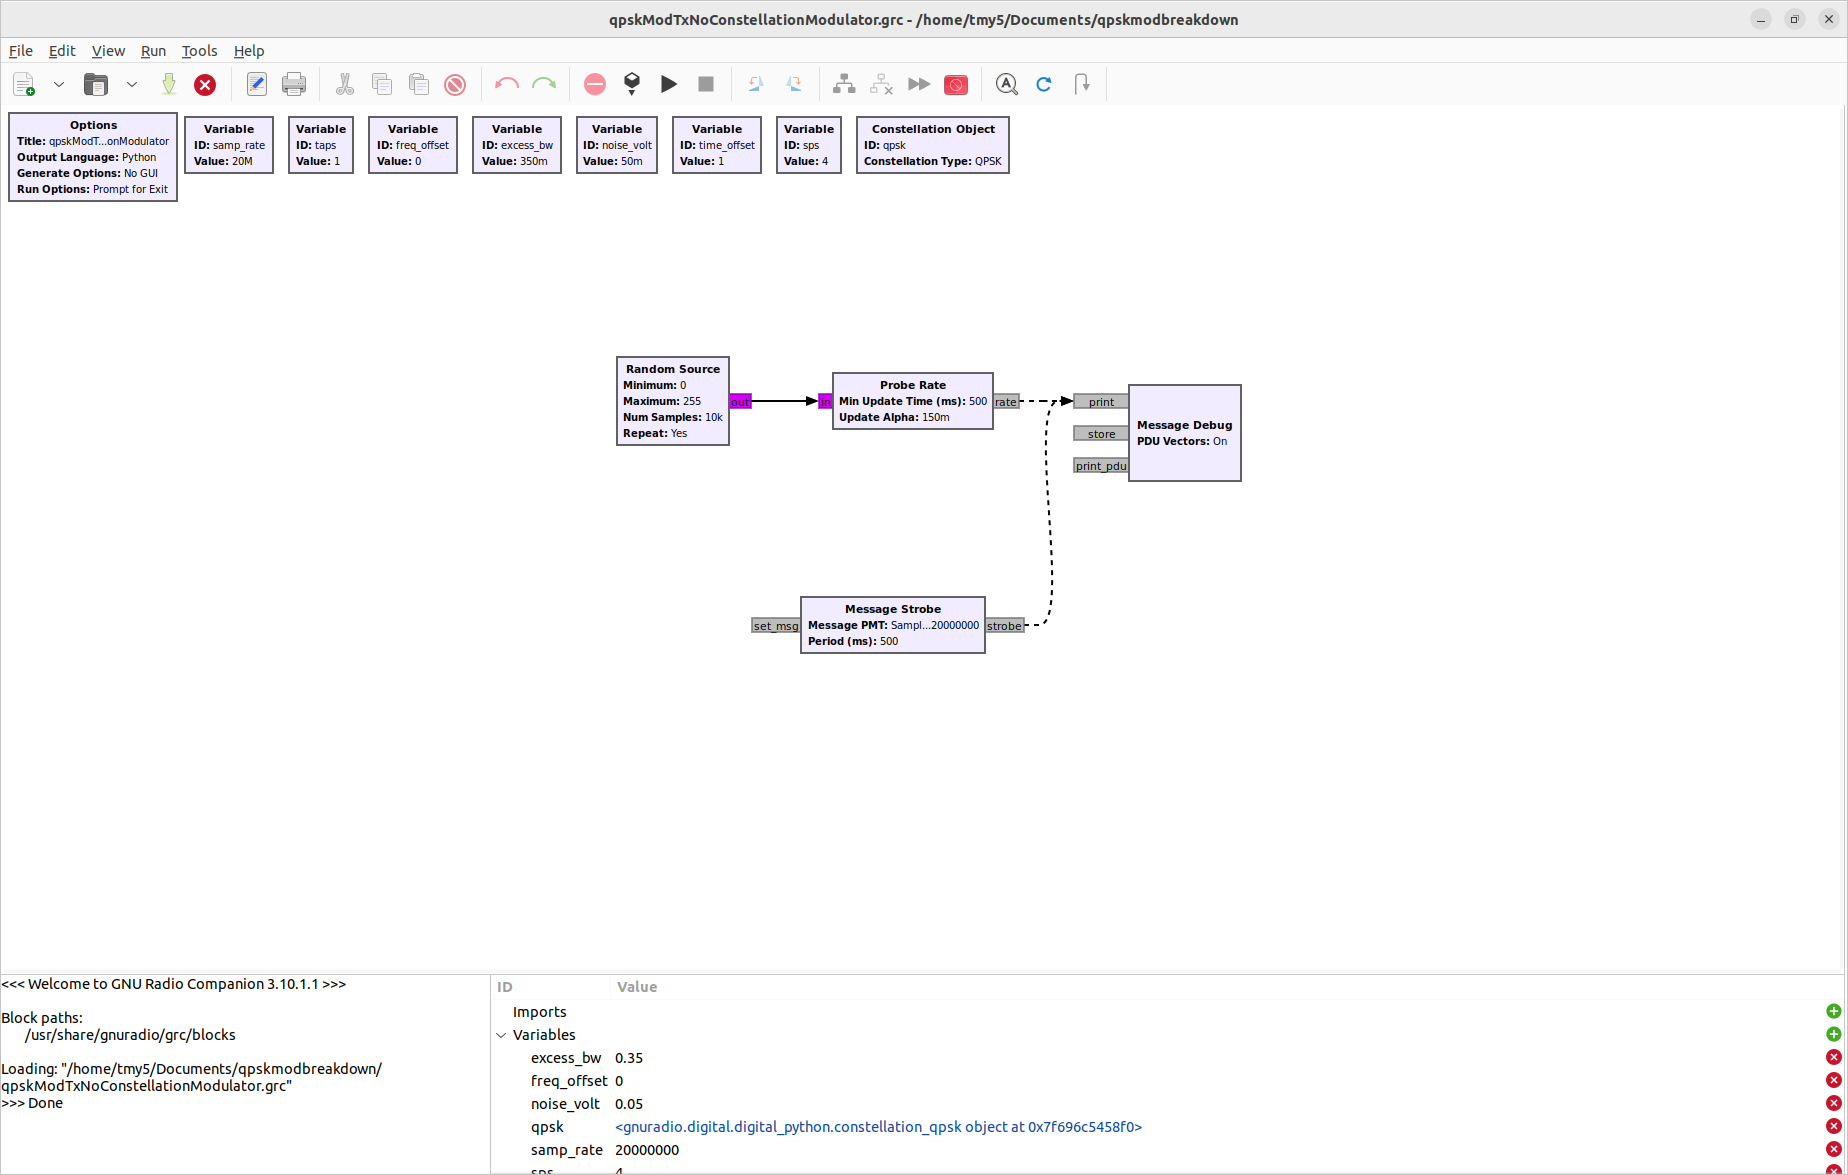 qpskModTxNoConstellationModulator.grc - /home/tmy5/Documents/qpskmodbreakdown
File Edit View Run Tools Help
Options
Title: qpskModT...onModulator
Output Language: Python
Generate Options: No GUI
Run Options: Prompt for Exit
Variable
ID: samp_rate
Value: 20M
Variable
ID: taps
Value: 1
Variable
ID: freq_offset
Value: 0
Variable
ID: excess_bw
Value: 350m
Variable
ID: noise_volt
Value: 50m
Variable
ID: time_offset
Value: 1
Variable
ID: sps
Value: 4
Constellation Object
ID: qpsk
Constellation Type: QPSK
Random Source
Minimum: 0
Maximum: 255
Num Samples: 10k
Repeat: Yes
out
in
Probe Rate
Min Update Time (ms): 500
Update Alpha: 150m
rate
print
store
print_pdu
Message Debug
PDU Vectors: On
set_msg
Message Strobe
Message PMT: Sampl...20000000
Period (ms): 500
strobe
<<< Welcome to GNU Radio Companion 3.10.1.1 >>>
Block paths:
/usr/share/gnuradio/grc/blocks
Loading: "/home/tmy5/Documents/qpskmodbreakdown/
qpskModTxNoConstellationModulator.grc"
>>> Done
ID Value
Imports
Variables
excess_bw 0.35
freq_offset 0
noise_volt 0.05
qpsk <gnuradio.digital.digital_python.constellation_qpsk object at 0x7f696c5458f0>
samp_rate 20000000
sps 4